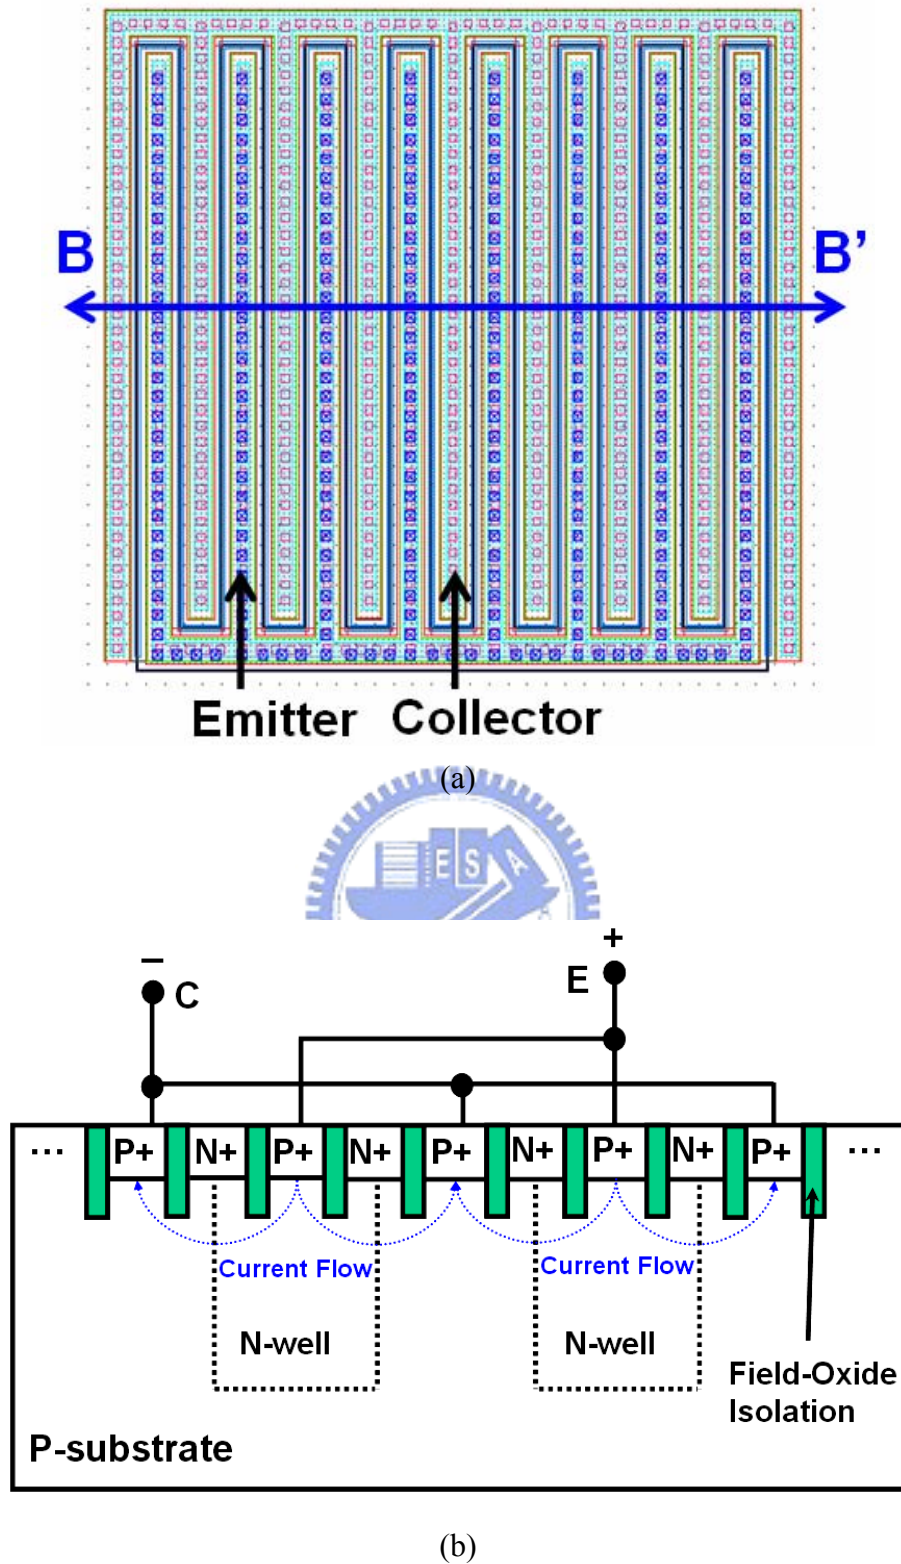 B B’
Emitter Collector
(a)
E S A
+
−
C E
... P+ N+ P+ N+ P+ N+ P+ N+ P+ ...
Current Flow Current Flow
N-well N-well
Field-Oxide
Isolation
P-substrate
(b)